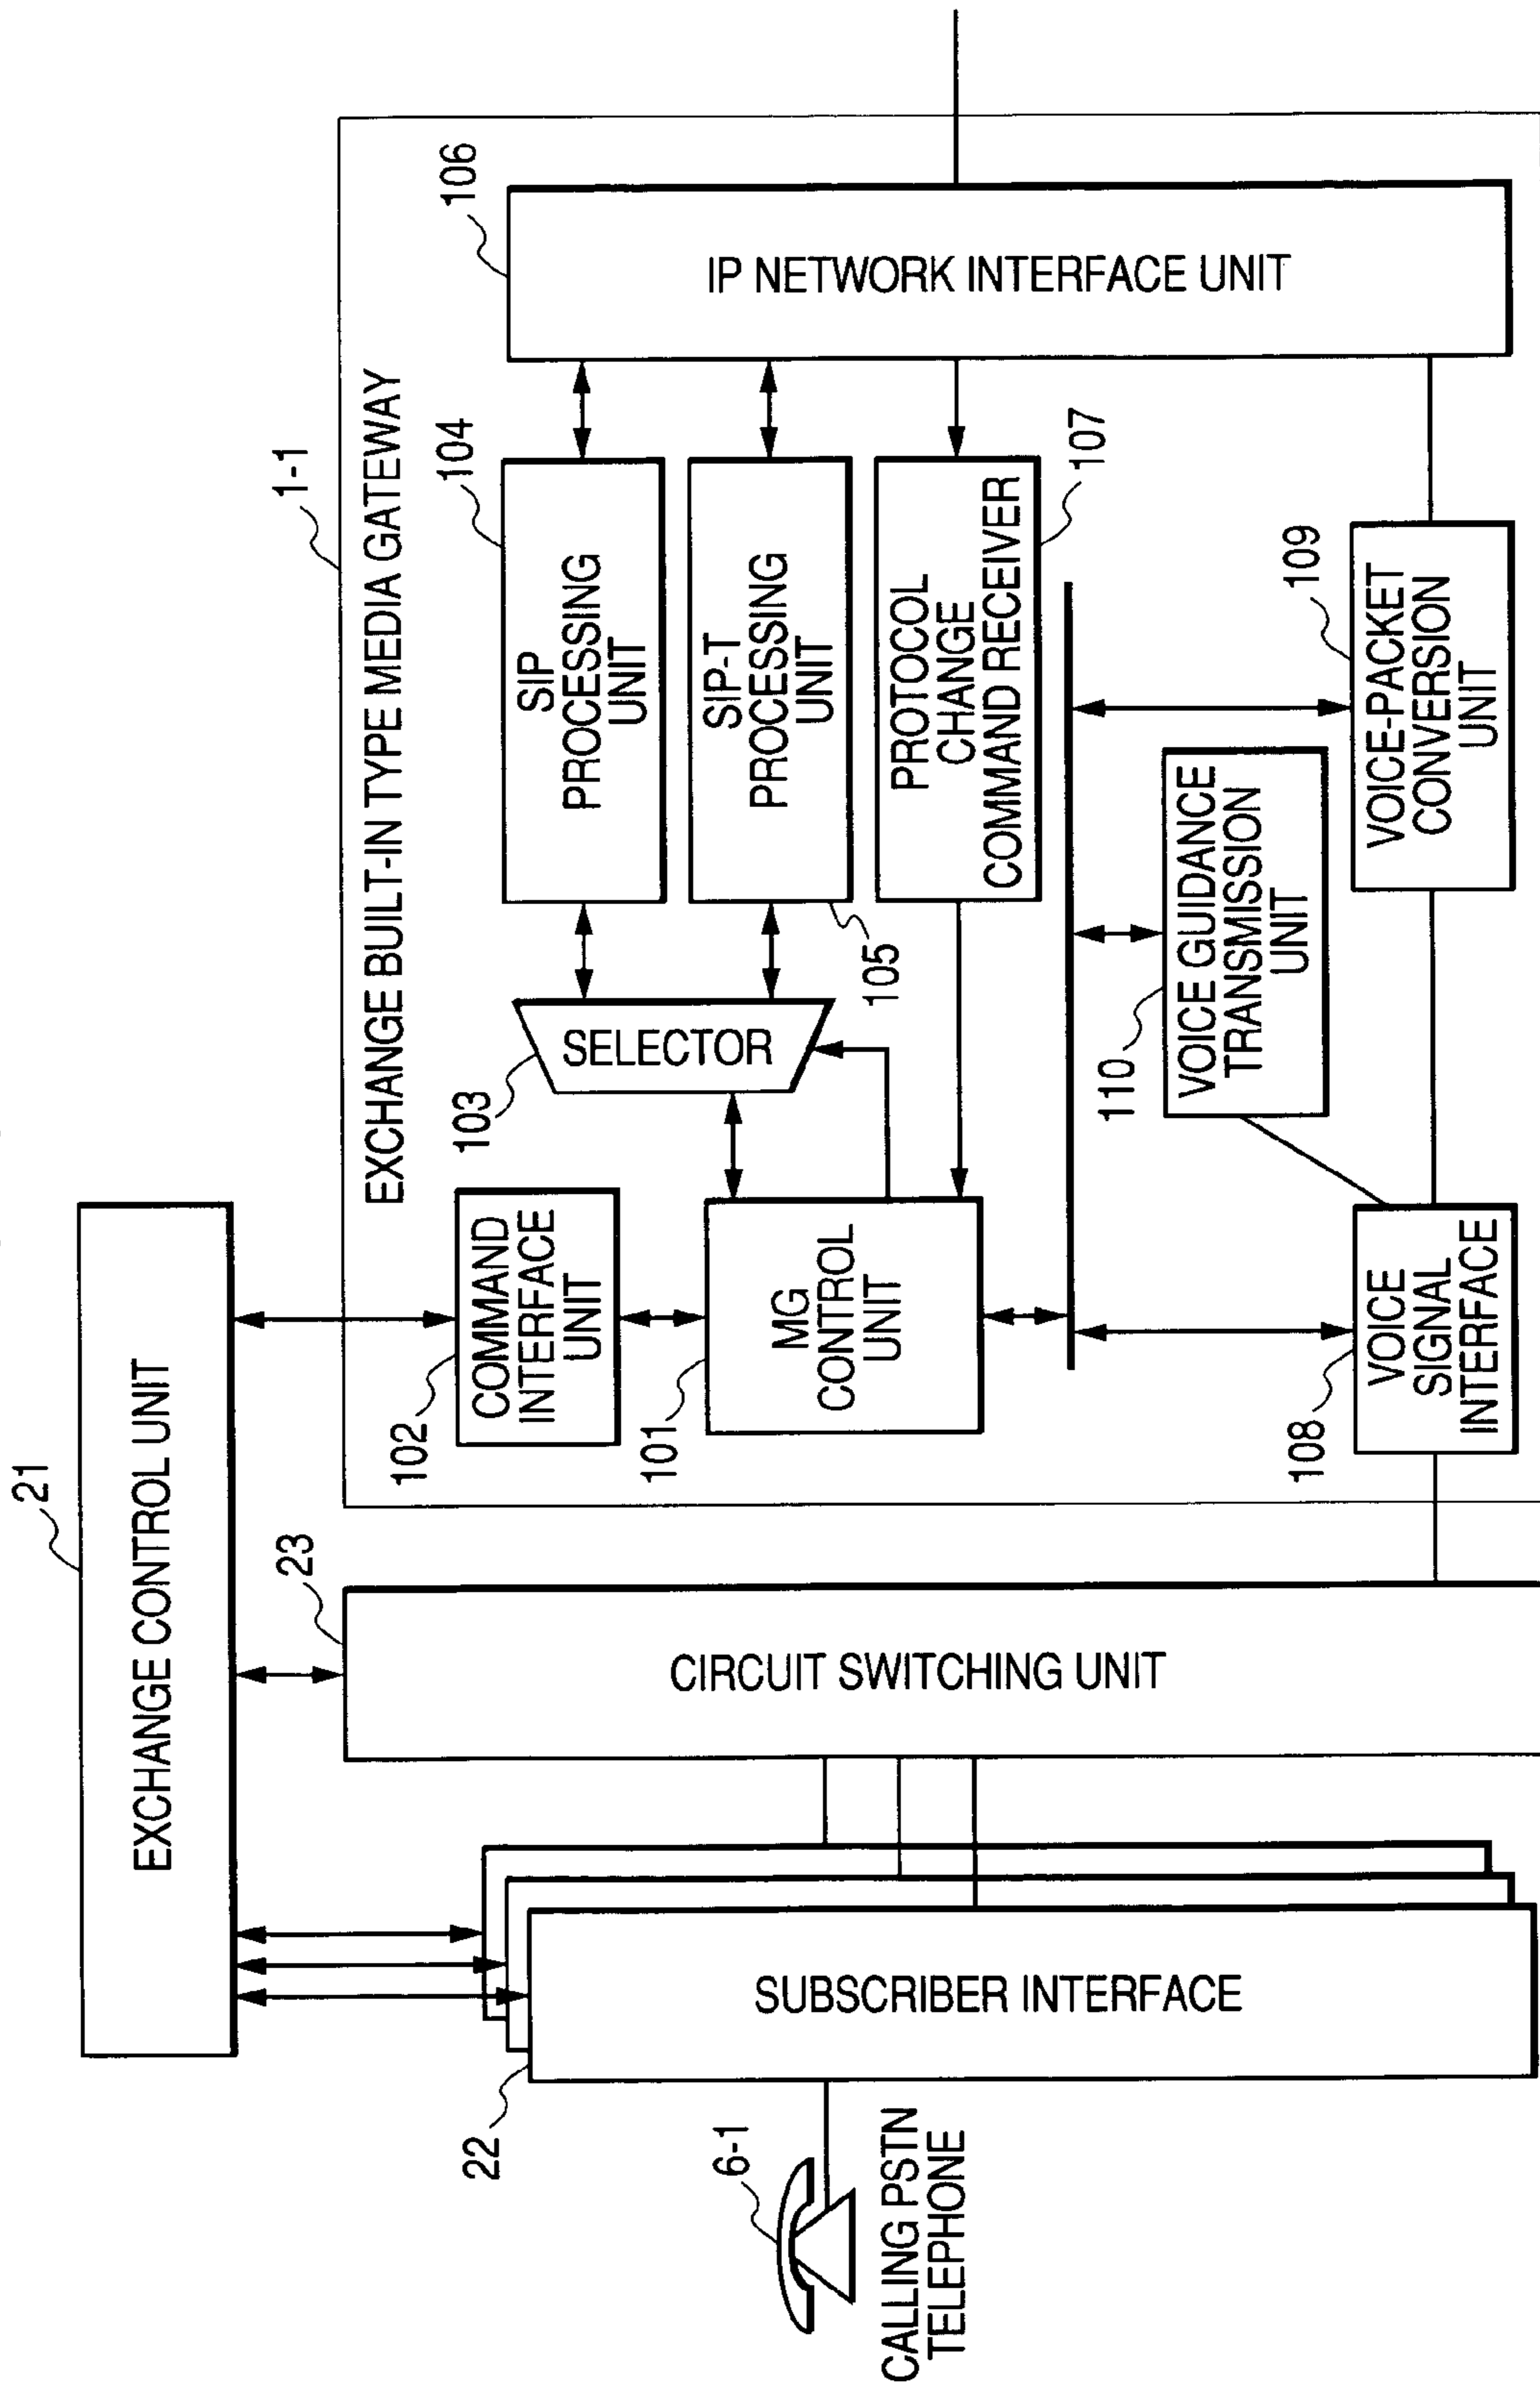 21
EXCHANGE CONTROL UNIT
1-1
EXCHANGE BUILT-IN TYPE MEDIA GATEWAY
23
CIRCUIT SWITCHING UNIT
22
SUBSCRIBER INTERFACE
6-1
CALLING PSTN
TELEPHONE
102
COMMAND
INTERFACE
UNIT
101
MG
CONTROL
UNIT
103
SELECTOR
104
SIP
PROCESSING
UNIT
105
SIP-T
PROCESSING
UNIT
106
IP NETWORK INTERFACE UNIT
107
PROTOCOL
CHANGE
COMMAND RECEIVER
108
VOICE
SIGNAL
INTERFACE
110
VOICE GUIDANCE
TRANSMISSION
UNIT
109
VOICE-PACKET
CONVERSION
UNIT